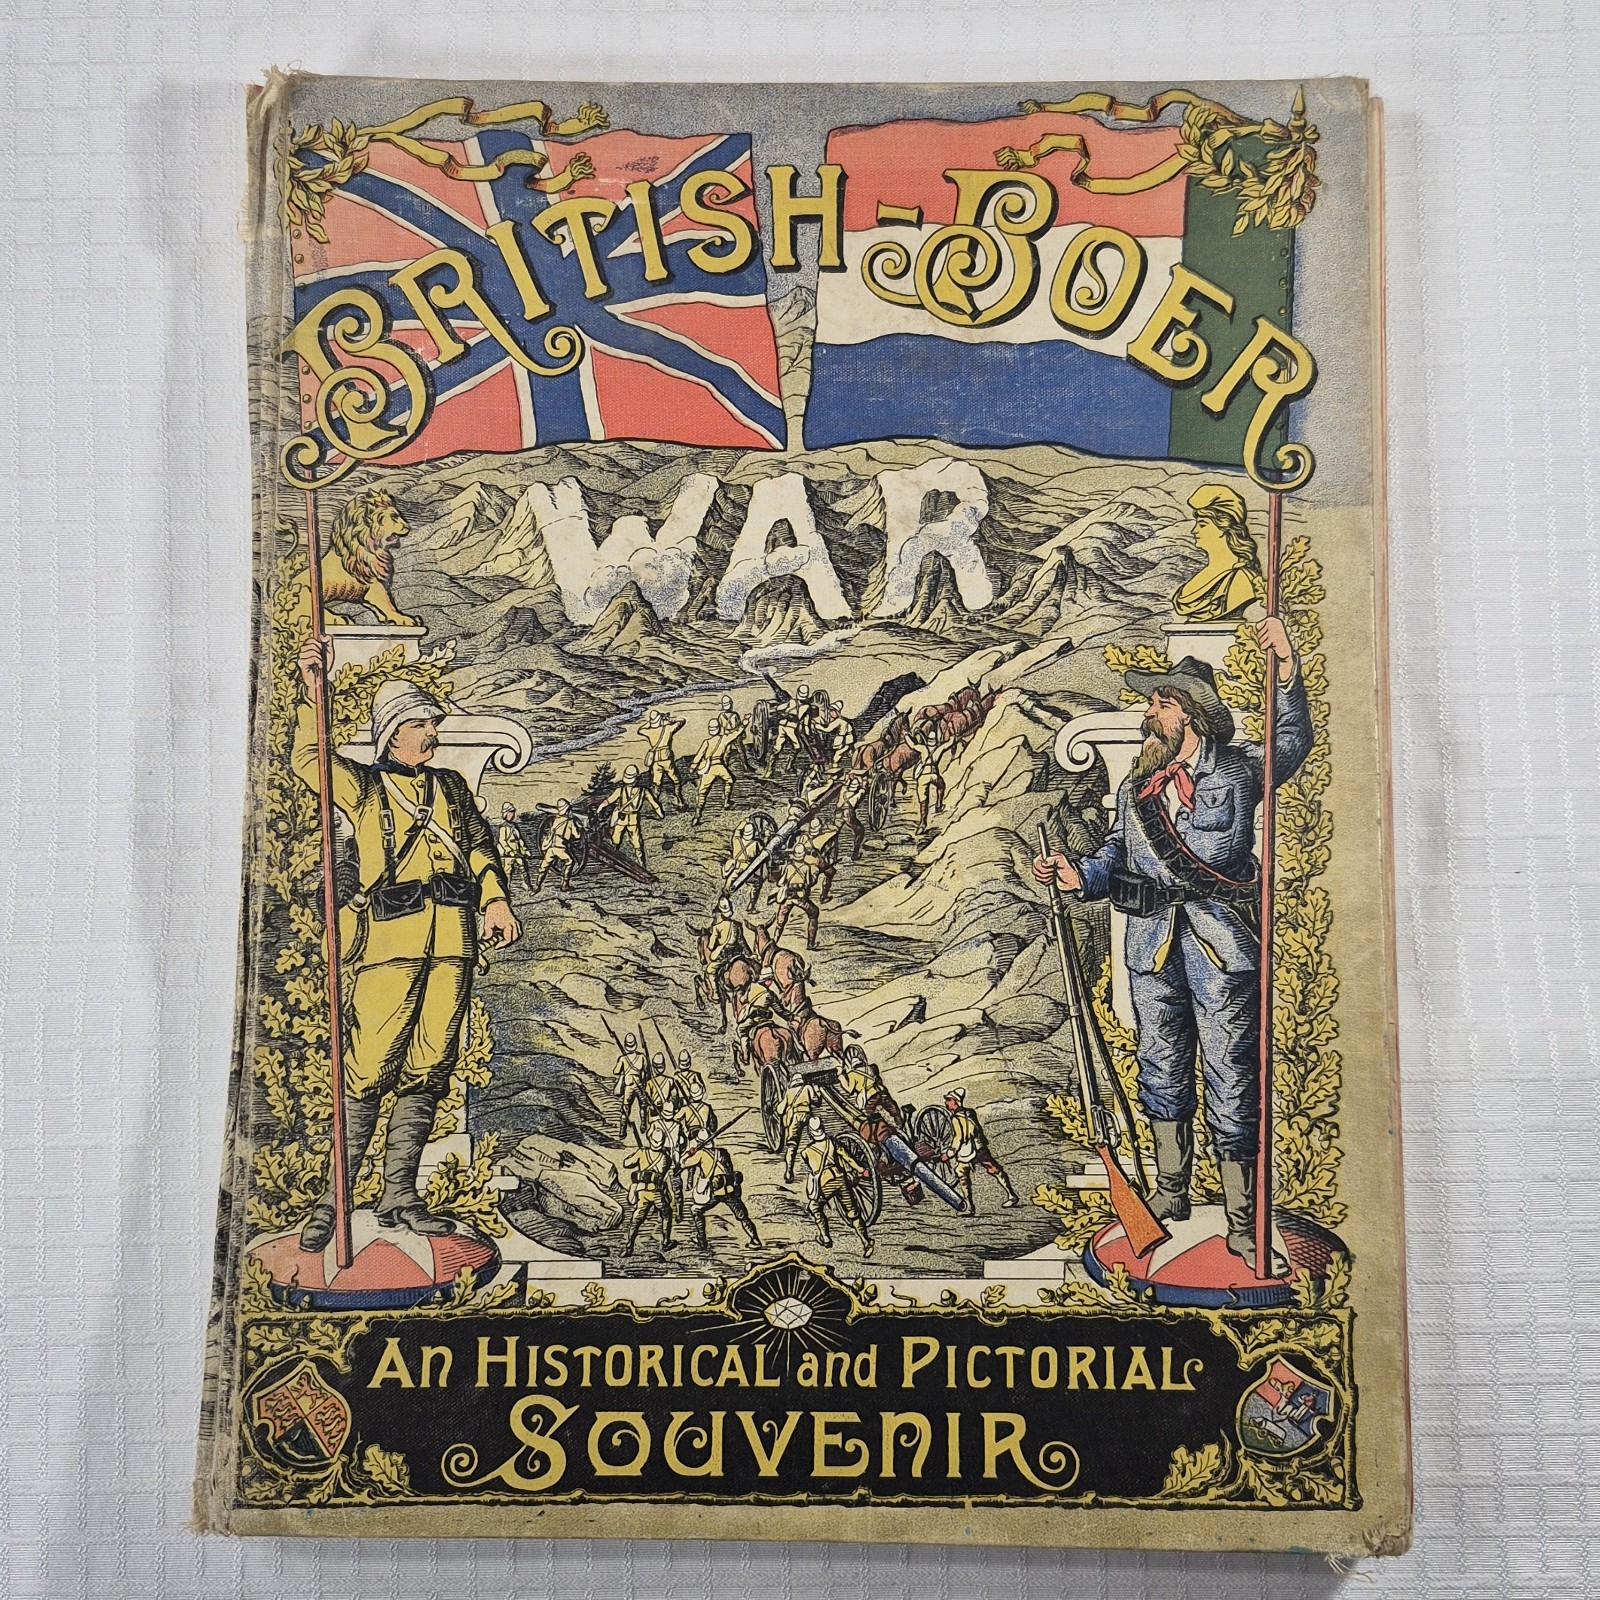 BRITISH-BOER
WAR
AN HISTORICAL and PICTORIAL
SOUVENIR